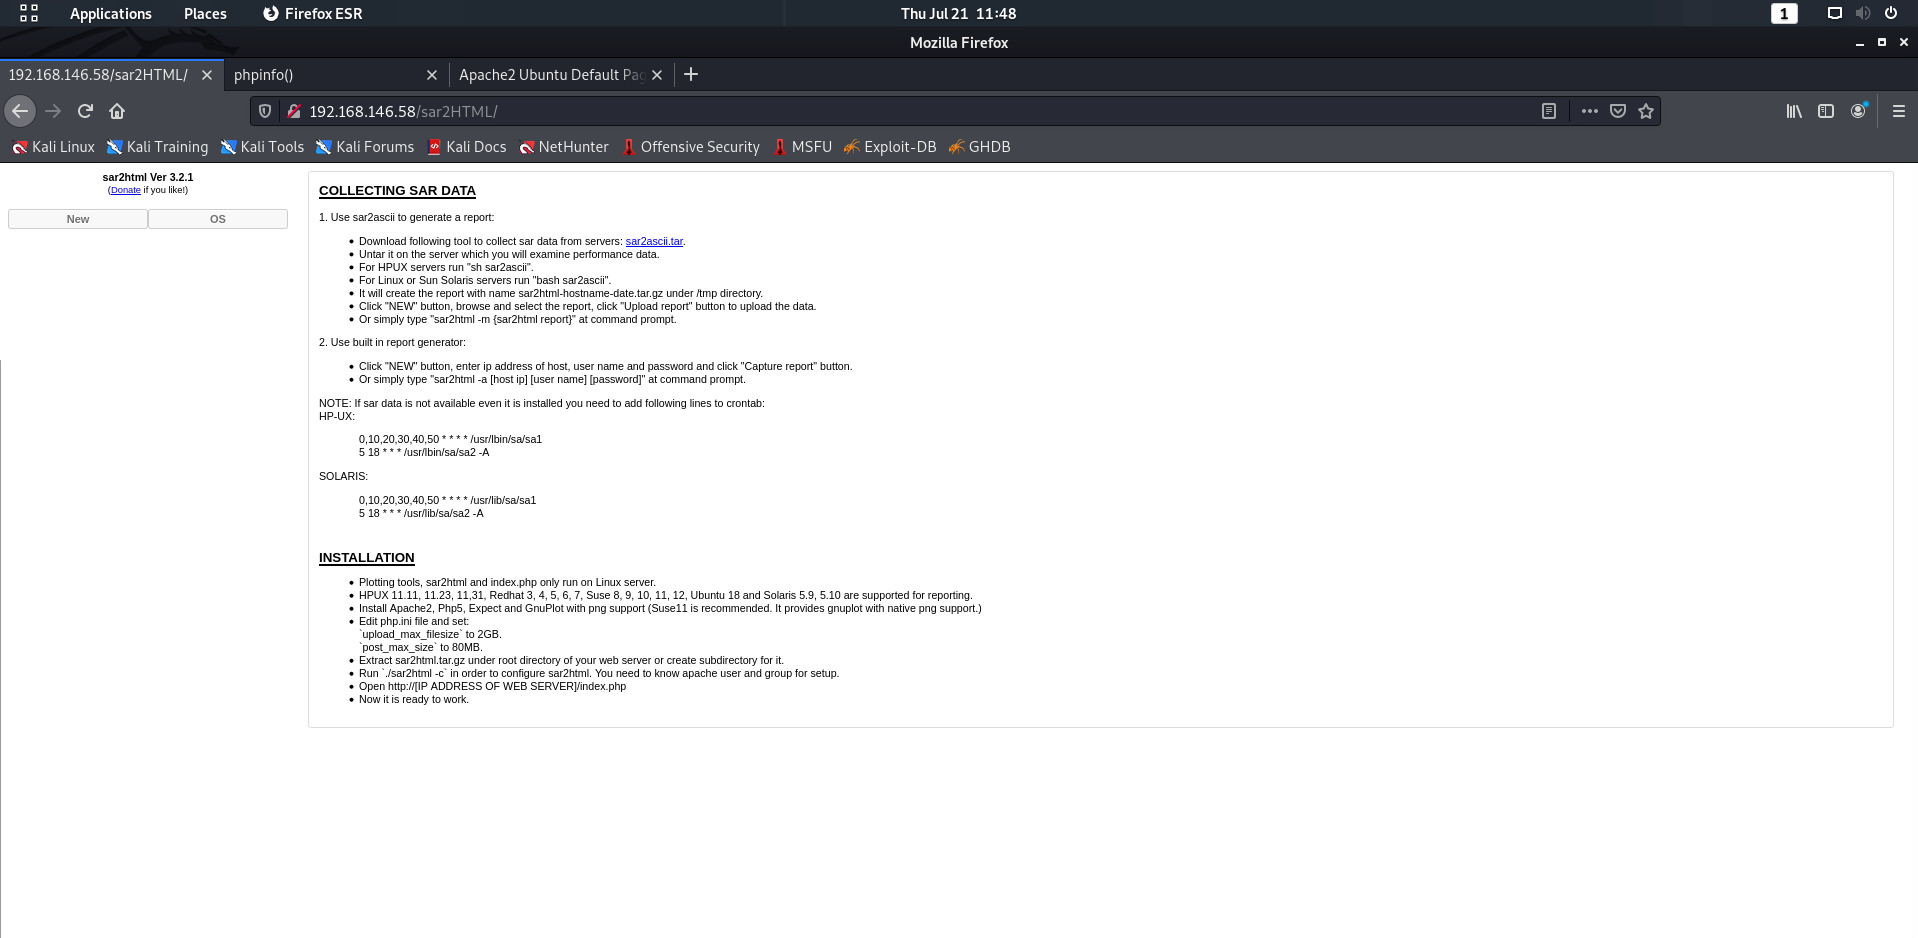 Applications Places Firefox ESR Thu Jul 21 11:48 1
Mozilla Firefox
192.168.146.58/sar2HTML/ phpinfo() Apache2 Ubuntu Default Pag
192.168.146.58/sar2HTML/
Kali Linux Kali Training Kali Tools Kali Forums Kali Docs NetHunter Offensive Security MSFU Exploit-DB GHDB
sar2html Ver 3.2.1
(Donate if you like!)
New OS
COLLECTING SAR DATA
1. Use sar2ascii to generate a report:
Download following tool to collect sar data from servers: sar2ascii.tar.
Untar it on the server which you will examine performance data.
For HPUX servers run "sh sar2ascii".
For Linux or Sun Solaris servers run "bash sar2ascii".
It will create the report with name sar2html-hostname-date.tar.gz under /tmp directory.
Click "NEW" button, browse and select the report, click "Upload report" button to upload the data.
Or simply type "sar2html -m {sar2html report}" at command prompt.
2. Use built in report generator:
Click "NEW" button, enter ip address of host, user name and password and click "Capture report" button.
Or simply type "sar2html -a [host ip] [user name] [password]" at command prompt.
NOTE: If sar data is not available even it is installed you need to add following lines to crontab:
HP-UX:
0,10,20,30,40,50 * * * * /usr/lbin/sa/sa1
5 18 * * * /usr/lbin/sa/sa2 -A
SOLARIS:
0,10,20,30,40,50 * * * * /usr/lib/sa/sa1
5 18 * * * /usr/lib/sa/sa2 -A
INSTALLATION
Plotting tools, sar2html and index.php only run on Linux server.
HPUX 11.11, 11.23, 11,31, Redhat 3, 4, 5, 6, 7, Suse 8, 9, 10, 11, 12, Ubuntu 18 and Solaris 5.9, 5.10 are supported for reporting.
Install Apache2, Php5, Expect and GnuPlot with png support (Suse11 is recommended. It provides gnuplot with native png support.)
Edit php.ini file and set:
`upload_max_filesize` to 2GB.
`post_max_size` to 80MB.
Extract sar2html.tar.gz under root directory of your web server or create subdirectory for it.
Run `./sar2html -c` in order to configure sar2html. You need to know apache user and group for setup.
Open http://[IP ADDRESS OF WEB SERVER]/index.php
Now it is ready to work.